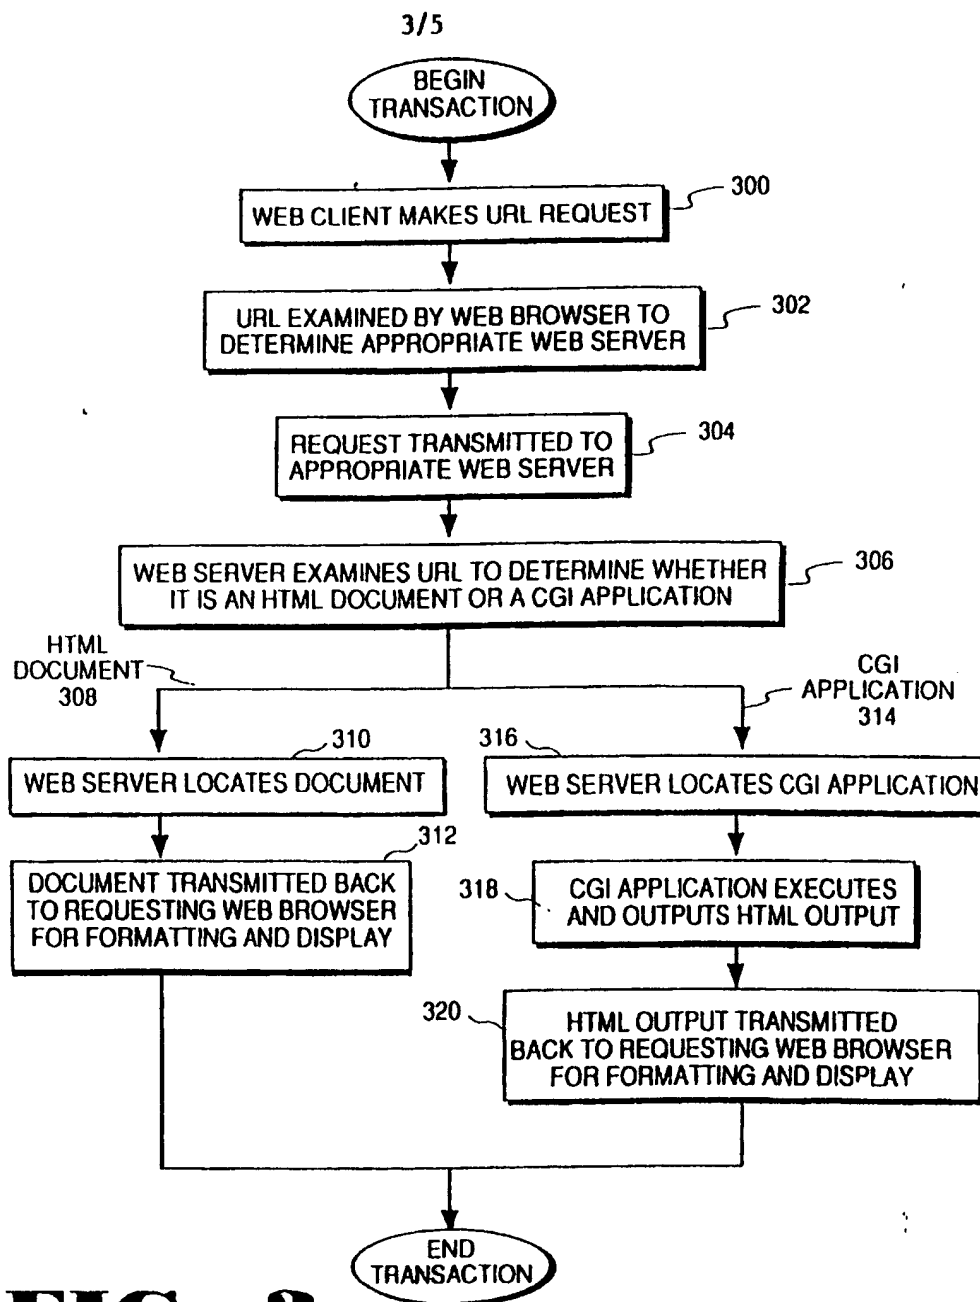 3/5
BEGIN
TRANSACTION
300
WEB CLIENT MAKES URL REQUEST
302
URL EXAMINED BY WEB BROWSER TO
DETERMINE APPROPRIATE WEB SERVER
304
REQUEST TRANSMITTED TO
APPROPRIATE WEB SERVER
306
WEB SERVER EXAMINES URL TO DETERMINE WHETHER
IT IS AN HTML DOCUMENT OR A CGI APPLICATION
HTML
DOCUMENT
308
CGI
APPLICATION
314
310
WEB SERVER LOCATES DOCUMENT
316
WEB SERVER LOCATES CGI APPLICATION
312
DOCUMENT TRANSMITTED BACK
TO REQUESTING WEB BROWSER
FOR FORMATTING AND DISPLAY
318
CGI APPLICATION EXECUTES
AND OUTPUTS HTML OUTPUT
320
HTML OUTPUT TRANSMITTED
BACK TO REQUESTING WEB BROWSER
FOR FORMATTING AND DISPLAY
END
TRANSACTION
FIG. 3